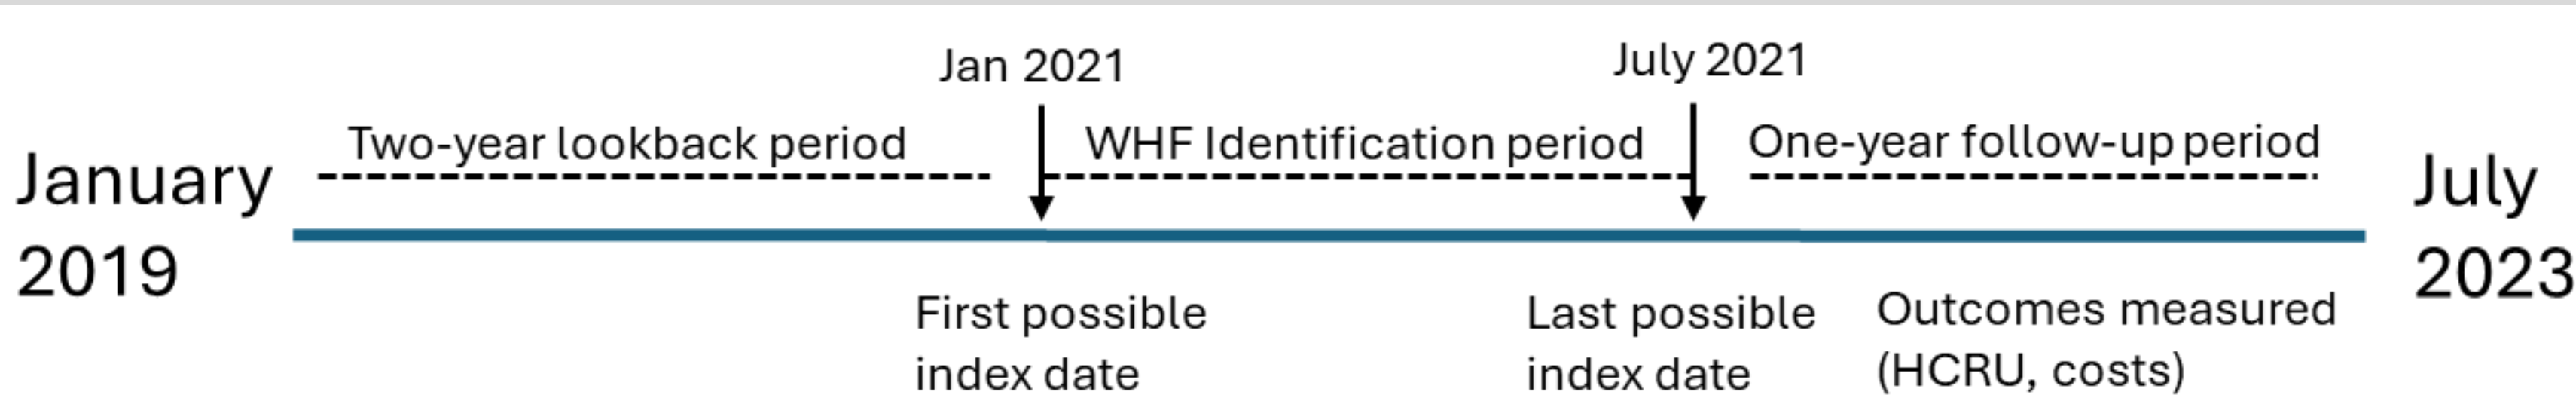 January
2019
Two-year lookback period
Jan 2021
WHF Identification period
July 2021
One-year follow-up period
July
2023
First possible
index date
Last possible
index date
Outcomes measured
(HCRU, costs)